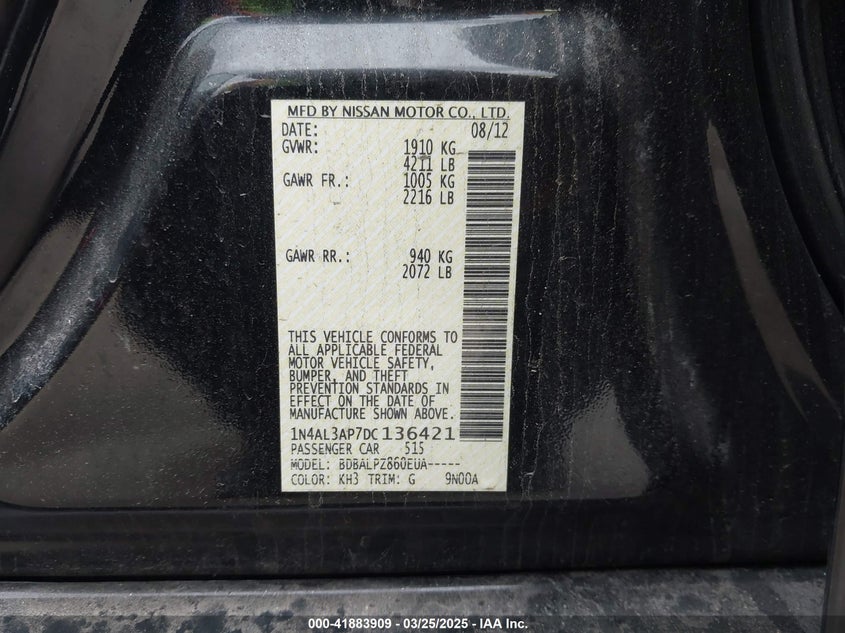 MFD BY NISSAN MOTOR CO., LTD.
DATE: 08/12
GVWR: 1910 KG
4211 LB
GAWR FR.: 1005 KG
2216 LB
GAWR RR.: 940 KG
2072 LB
THIS VEHICLE CONFORMS TO
ALL APPLICABLE FEDERAL
MOTOR VEHICLE SAFETY,
BUMPER, AND THEFT
PREVENTION STANDARDS IN
EFFECT ON THE DATE OF
MANUFACTURE SHOWN ABOVE.
1N4AL3AP7DC136421
PASSENGER CAR 515
MODEL: BDBALPZ860EUA-----
COLOR: KH3 TRIM: G 9N00A
000-41883909 - 03/25/2025 - IAA Inc.